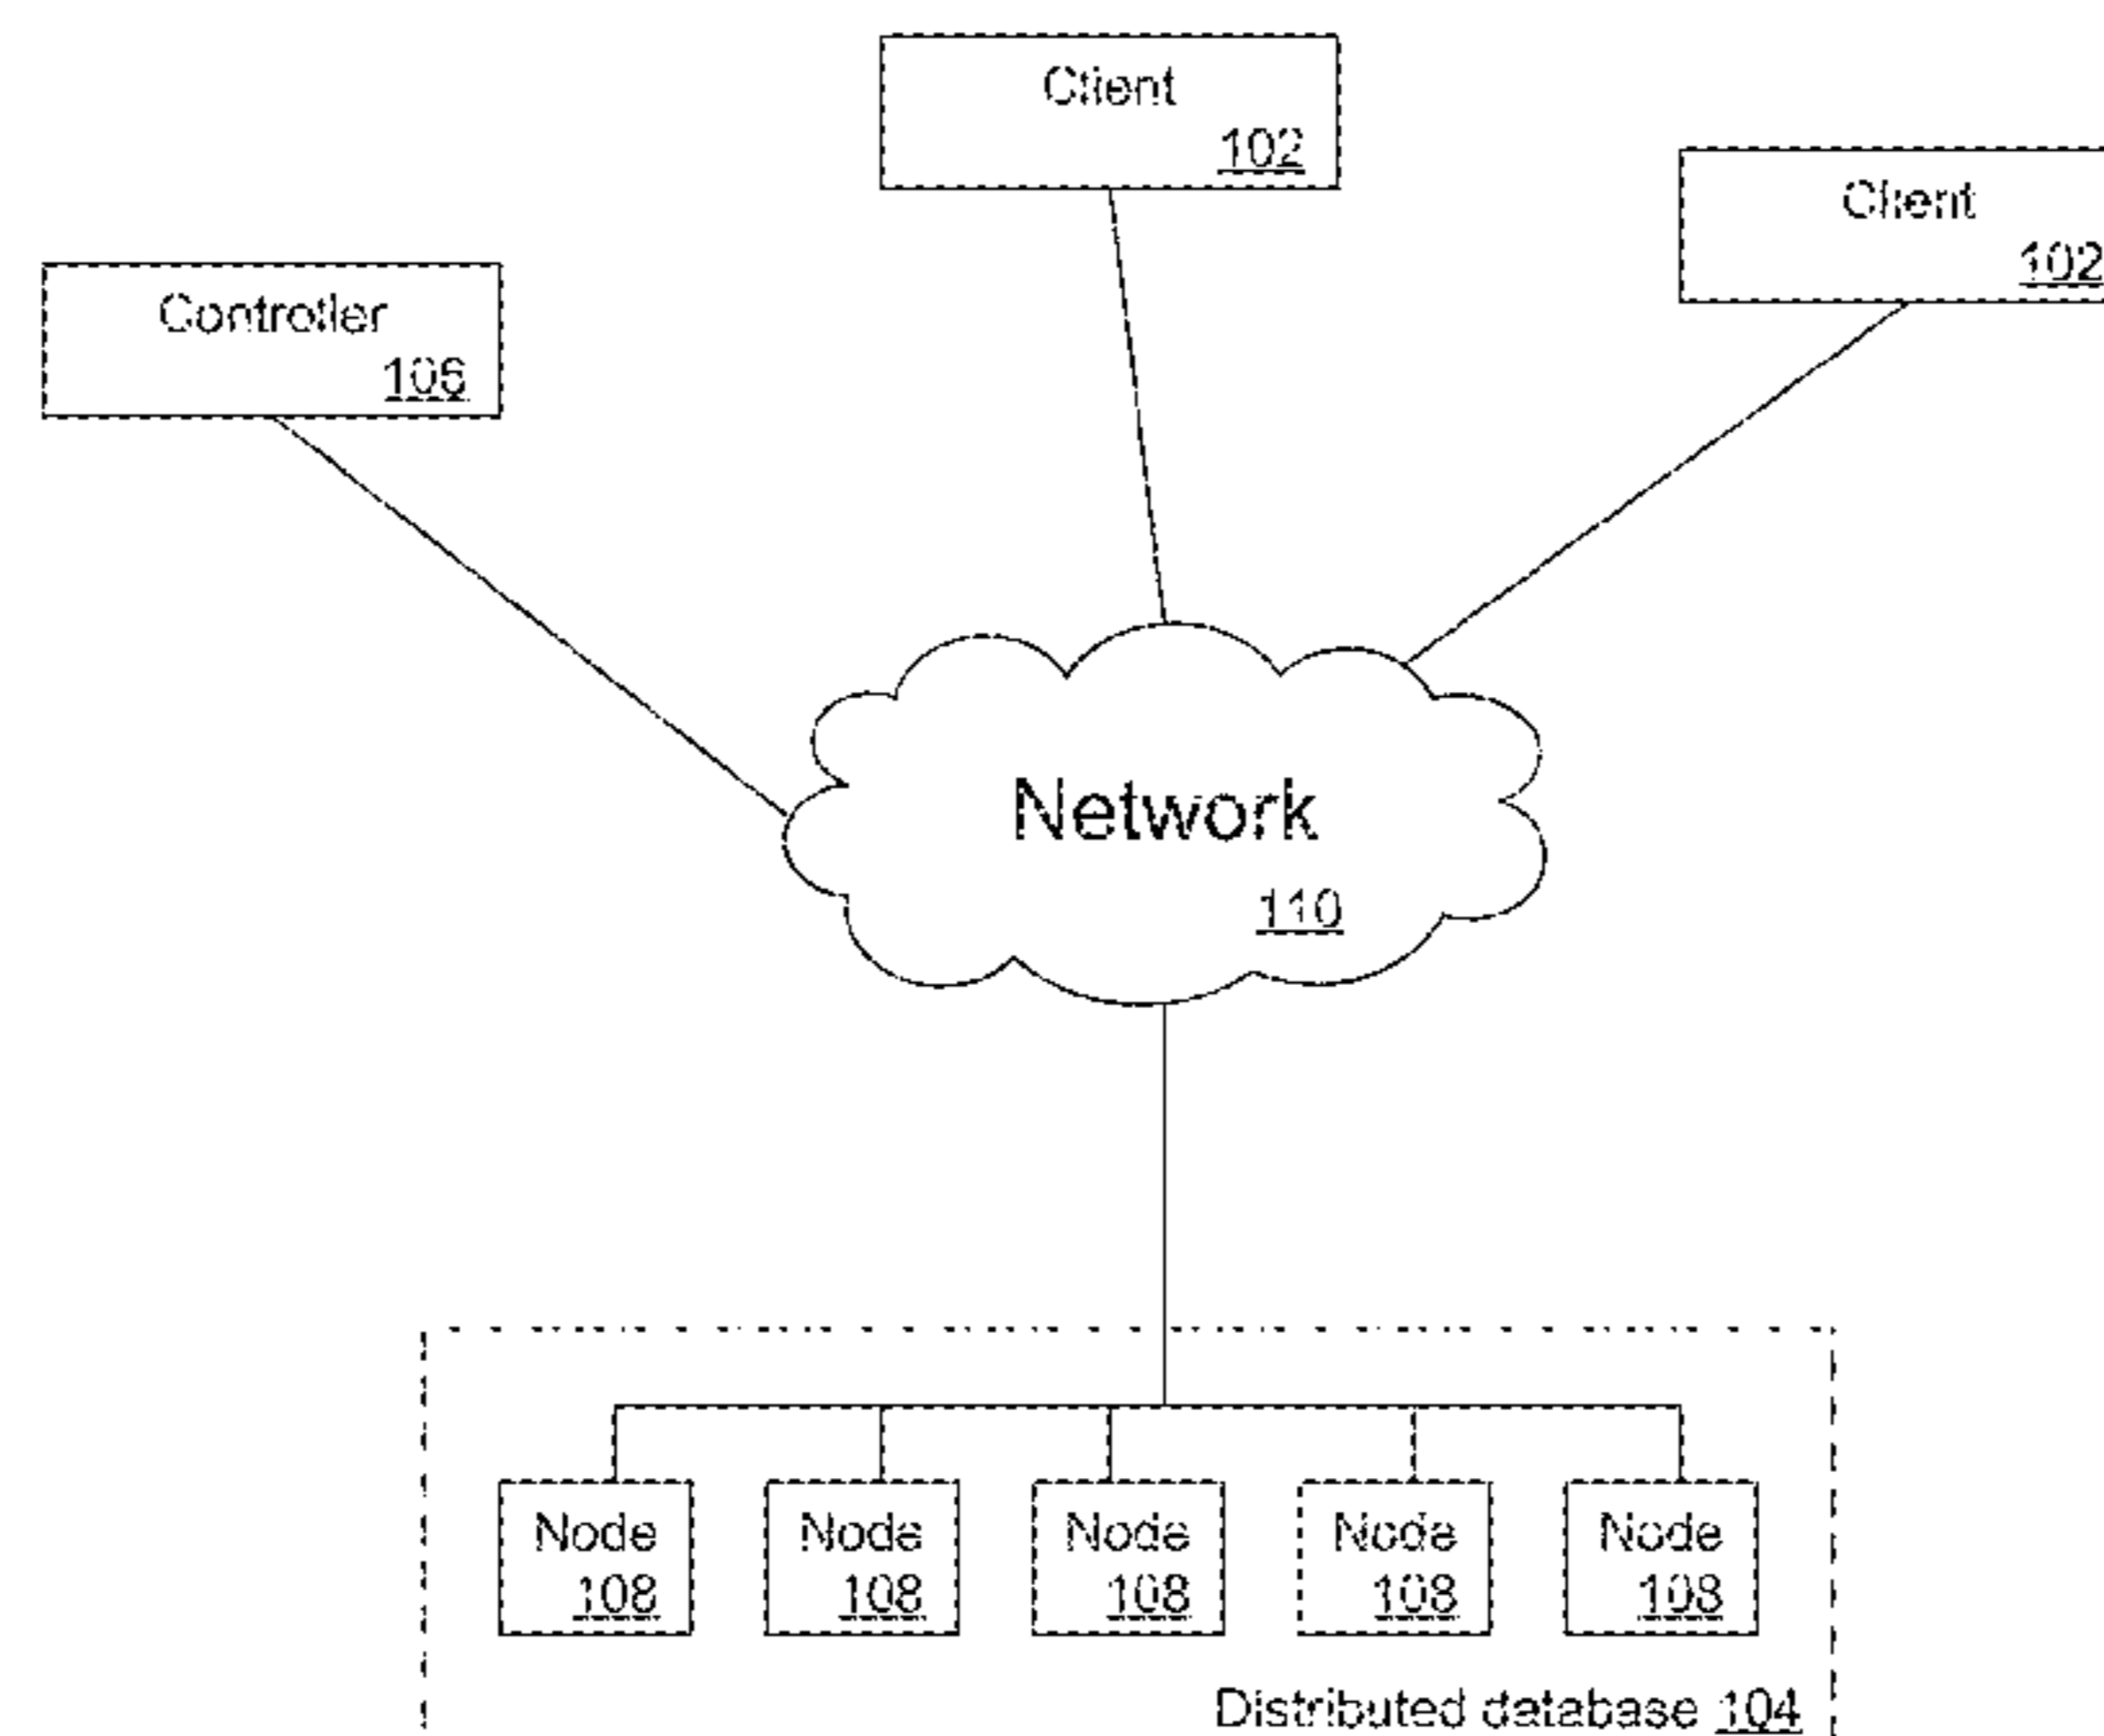 Client
102
Client
102
Controller
106
Network
110
Node
108
Node
108
Node
108
Node
108
Node
108
Distributed database 104